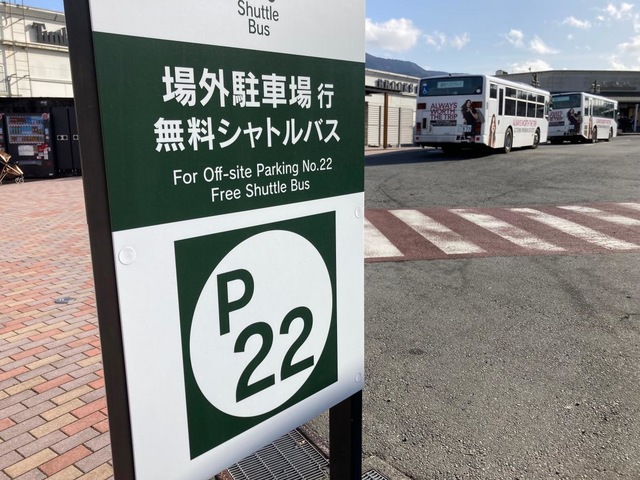 Shuttle
Bus
場外駐車場行
無料シャトルバス
For Off-site Parking No.22
Free Shuttle Bus
P
22
ALWAYS
WORTH
THE TRIP